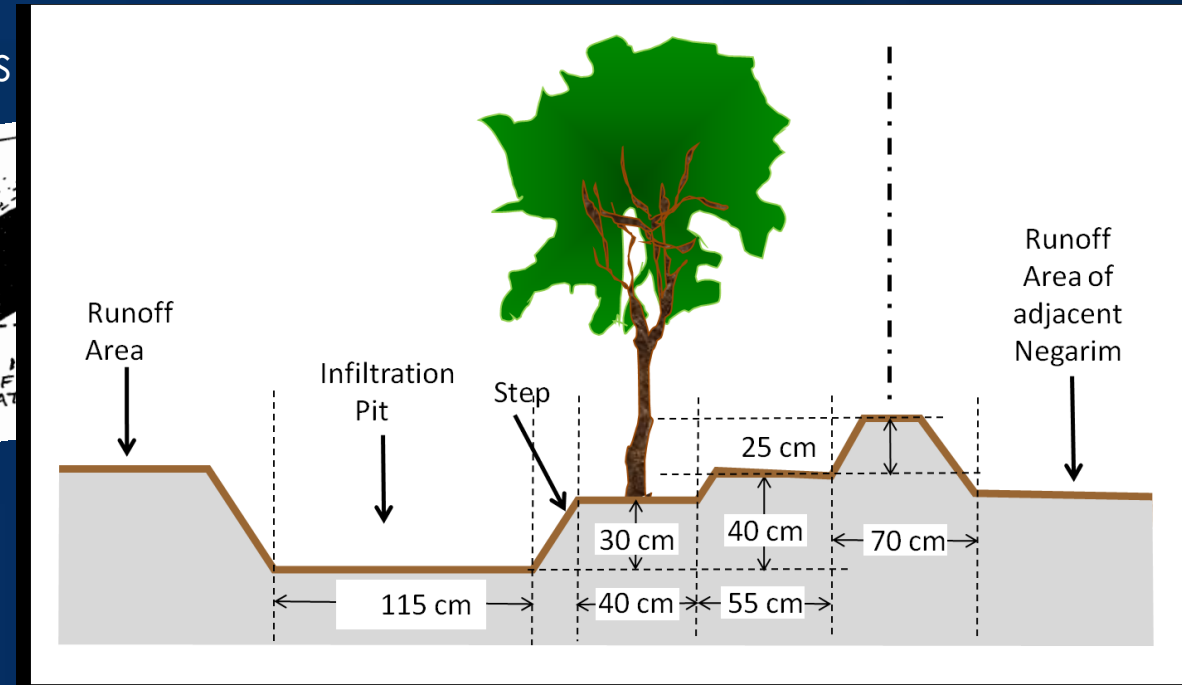 S
Runoff
Area
Infiltration
Pit
Step
Runoff
Area of
adjacent
Negarim
25 cm
30 cm
40 cm
70 cm
115 cm
40 cm
55 cm